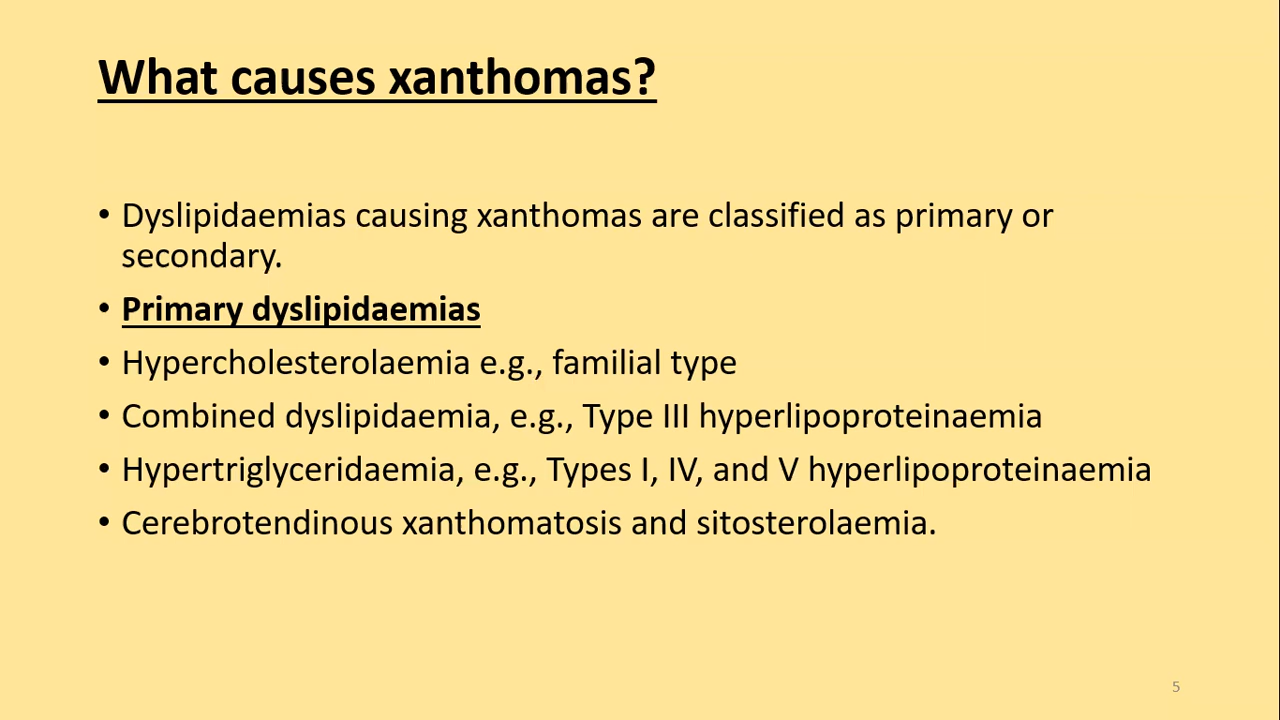 What causes xanthomas?
• Dyslipidaemias causing xanthomas are classified as primary or
secondary.
• Primary dyslipidaemias
• Hypercholesterolaemia e.g., familial type
• Combined dyslipidaemia, e.g., Type III hyperlipoproteinaemia
• Hypertriglyceridaemia, e.g., Types I, IV, and V hyperlipoproteinaemia
• Cerebrotendinous xanthomatosis and sitosterolaemia.
5